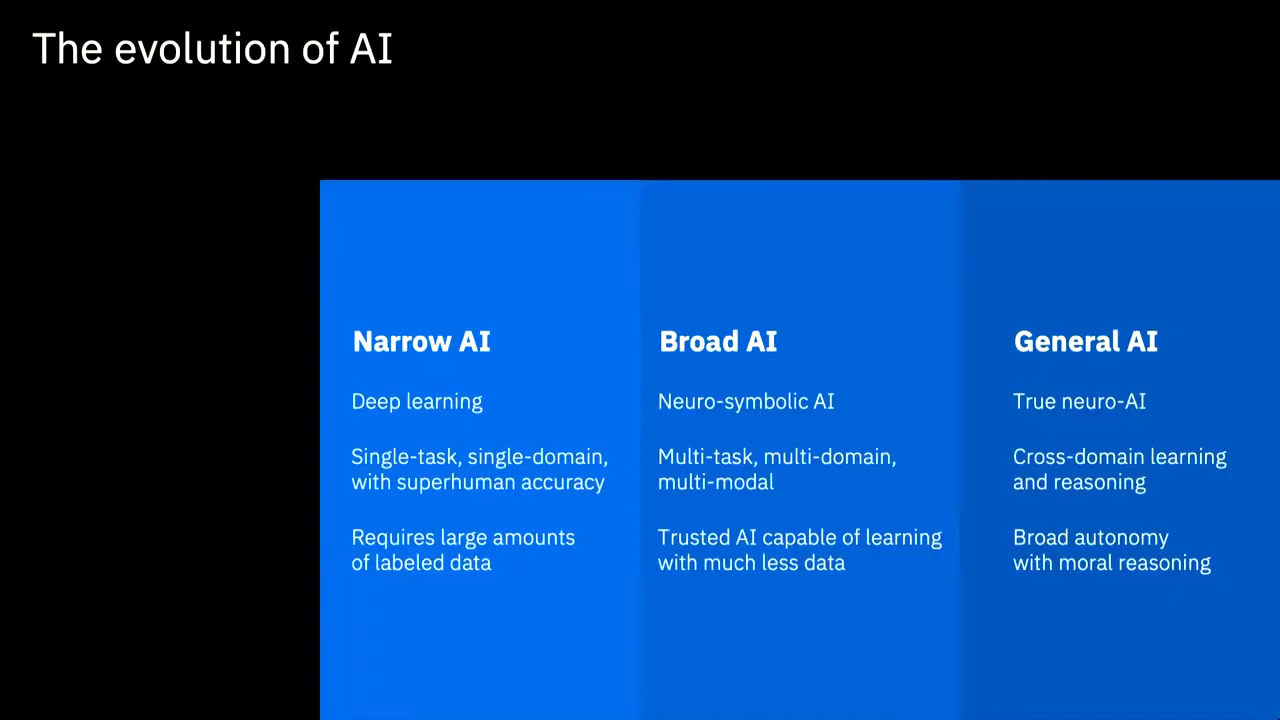 The evolution of AI
Narrow AI
Deep learning
Single-task, single-domain,
with superhuman accuracy
Requires large amounts
of labeled data
Broad AI
Neuro-symbolic AI
Multi-task, multi-domain,
multi-modal
Trusted AI capable of learning
with much less data
General AI
True neuro-AI
Cross-domain learning
and reasoning
Broad autonomy
with moral reasoning